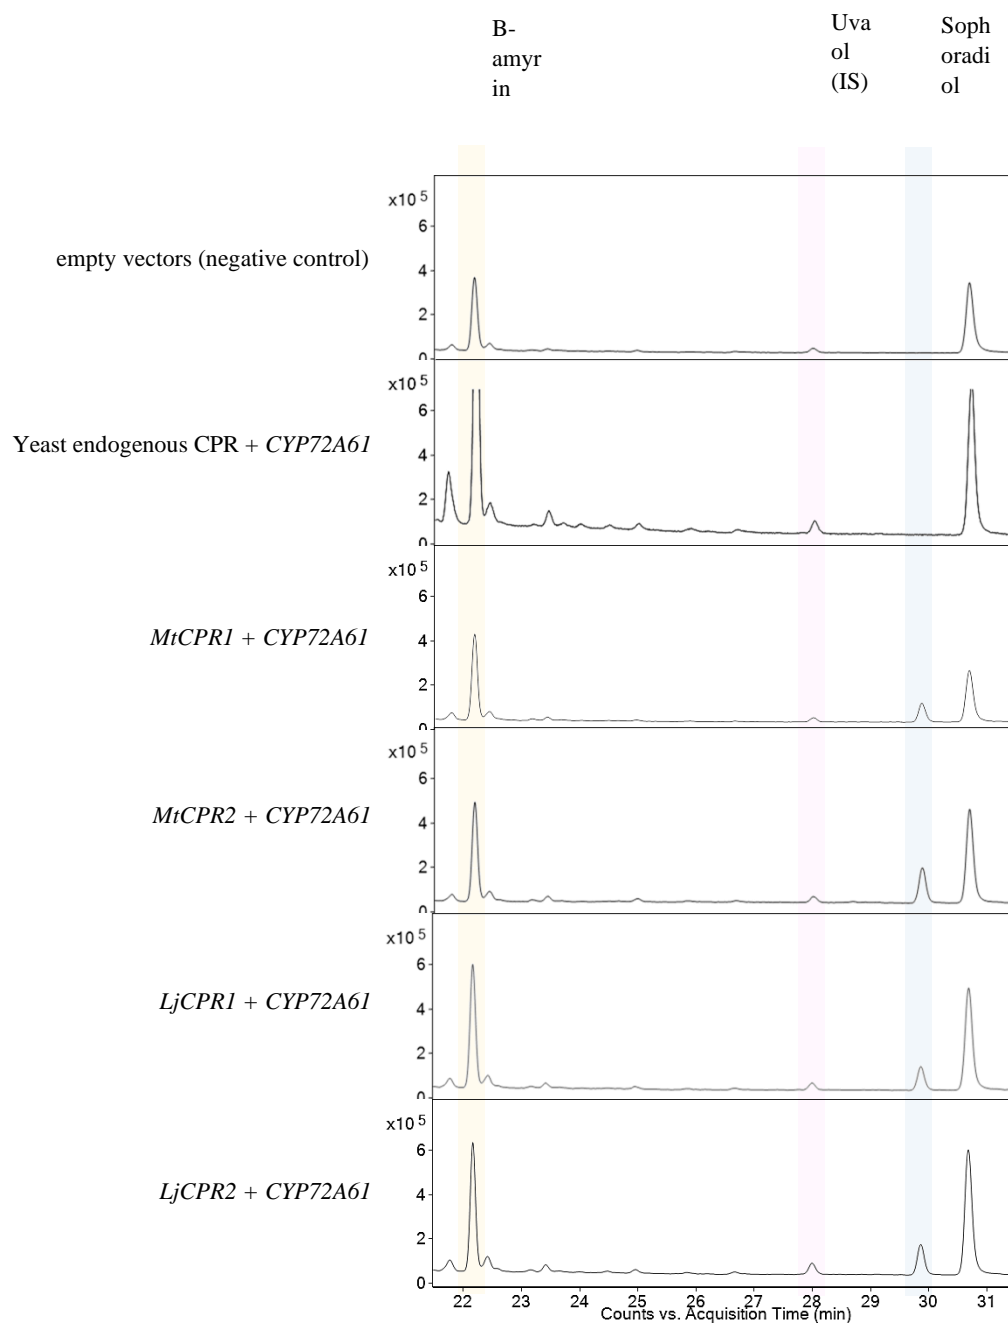 B-
amyr
in
Uva
ol
(IS)
Soph
oradi
ol
empty vectors (negative control)
x10 5
6
4
2
0
Yeast endogenous CPR + CYP72A61
x10 5
6
4
2
0
MtCPR1 + CYP72A61
x10 5
6
4
2
0
MtCPR2 + CYP72A61
x10 5
6
4
2
0
LjCPR1 + CYP72A61
x10 5
6
4
2
0
LjCPR2 + CYP72A61
x10 5
6
4
2
0
22 23 24 25 26 27 28 29 30 31
Counts vs. Acquisition Time (min)